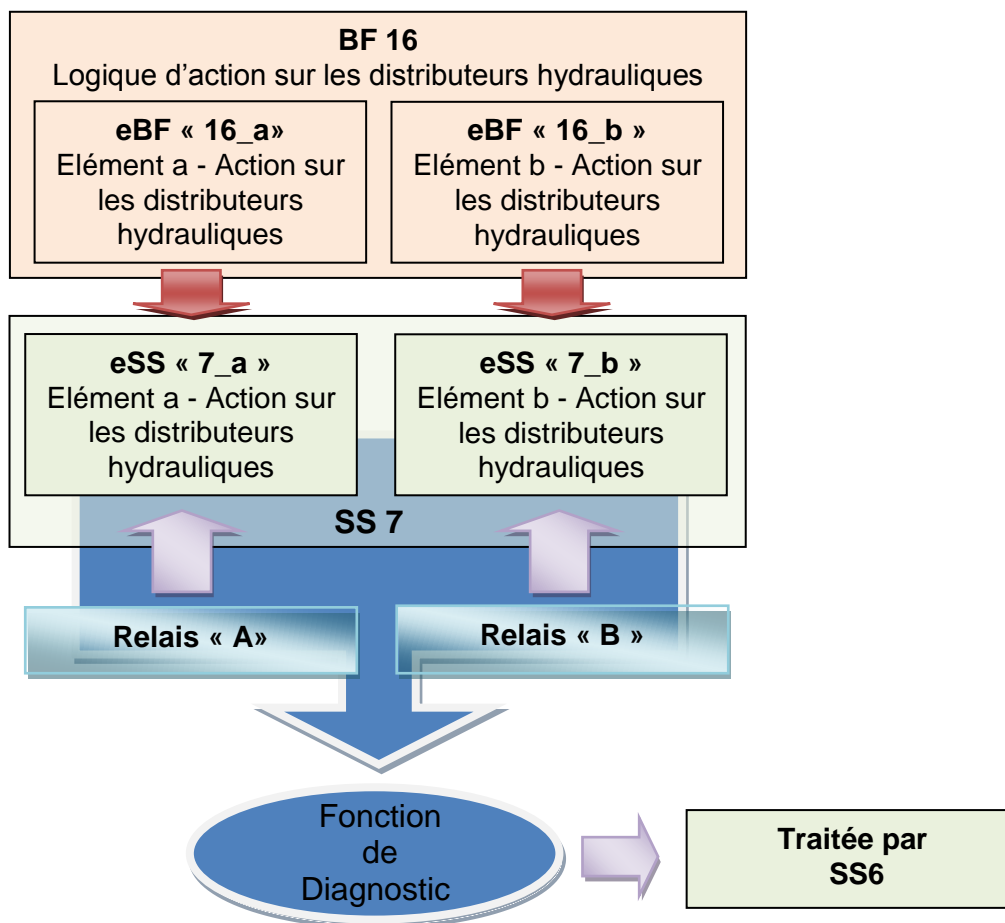 BF 16
Logique d’action sur les distributeurs hydrauliques
eBF « 16_a»
Elément a - Action sur
les distributeurs
hydrauliques
eBF « 16_b »
Elément b - Action sur
les distributeurs
hydrauliques
eSS « 7_a »
Elément a - Action sur
les distributeurs
hydrauliques
eSS « 7_b »
Elément b - Action sur
les distributeurs
hydrauliques
SS 7
Relais « A»
Relais « B »
Fonction
de
Diagnostic
Traitée par
SS6